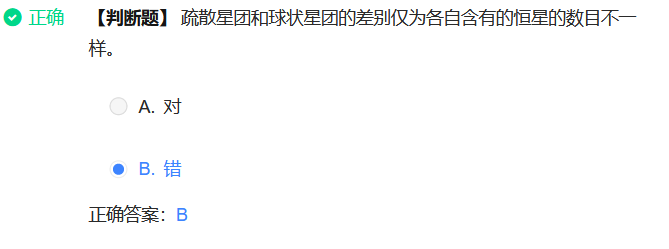 正确 【判断题】 疏散星团和球状星团的差别仅为各自含有的恒星的数目不一
样。
A. 对
B. 错
正确答案：B